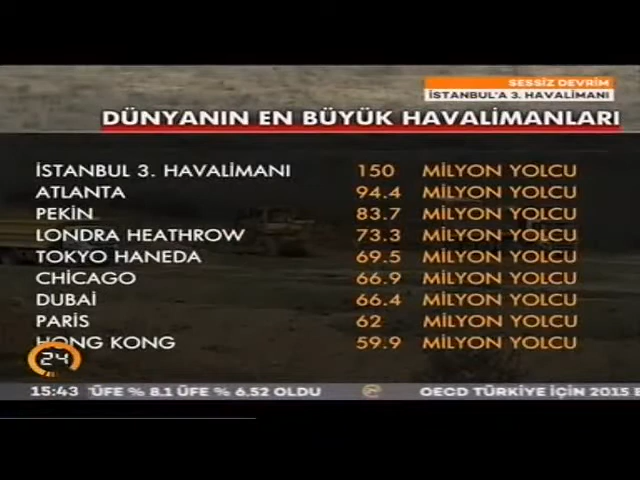 SESSİZ DEVRİM
İSTANBUL'A 3. HAVALİMANI
DÜNYANIN EN BÜYÜK HAVALİMANLARI
İSTANBUL 3. HAVALİMANI 150 MİLYON YOLCU
ATLANTA 94.4 MİLYON YOLCU
PEKİN 83.7 MİLYON YOLCU
LONDRA HEATHROW 73.3 MİLYON YOLCU
TOKYO HANEDA 69.5 MİLYON YOLCU
CHİCAGO 66.9 MİLYON YOLCU
DUBAİ 66.4 MİLYON YOLCU
PARİS 62 MİLYON YOLCU
HONG KONG 59.9 MİLYON YOLCU
24
15:43 ÜFE % 8.1 ÜFE % 6.52 OLDU OECD TÜRKİYE İÇİN 2015